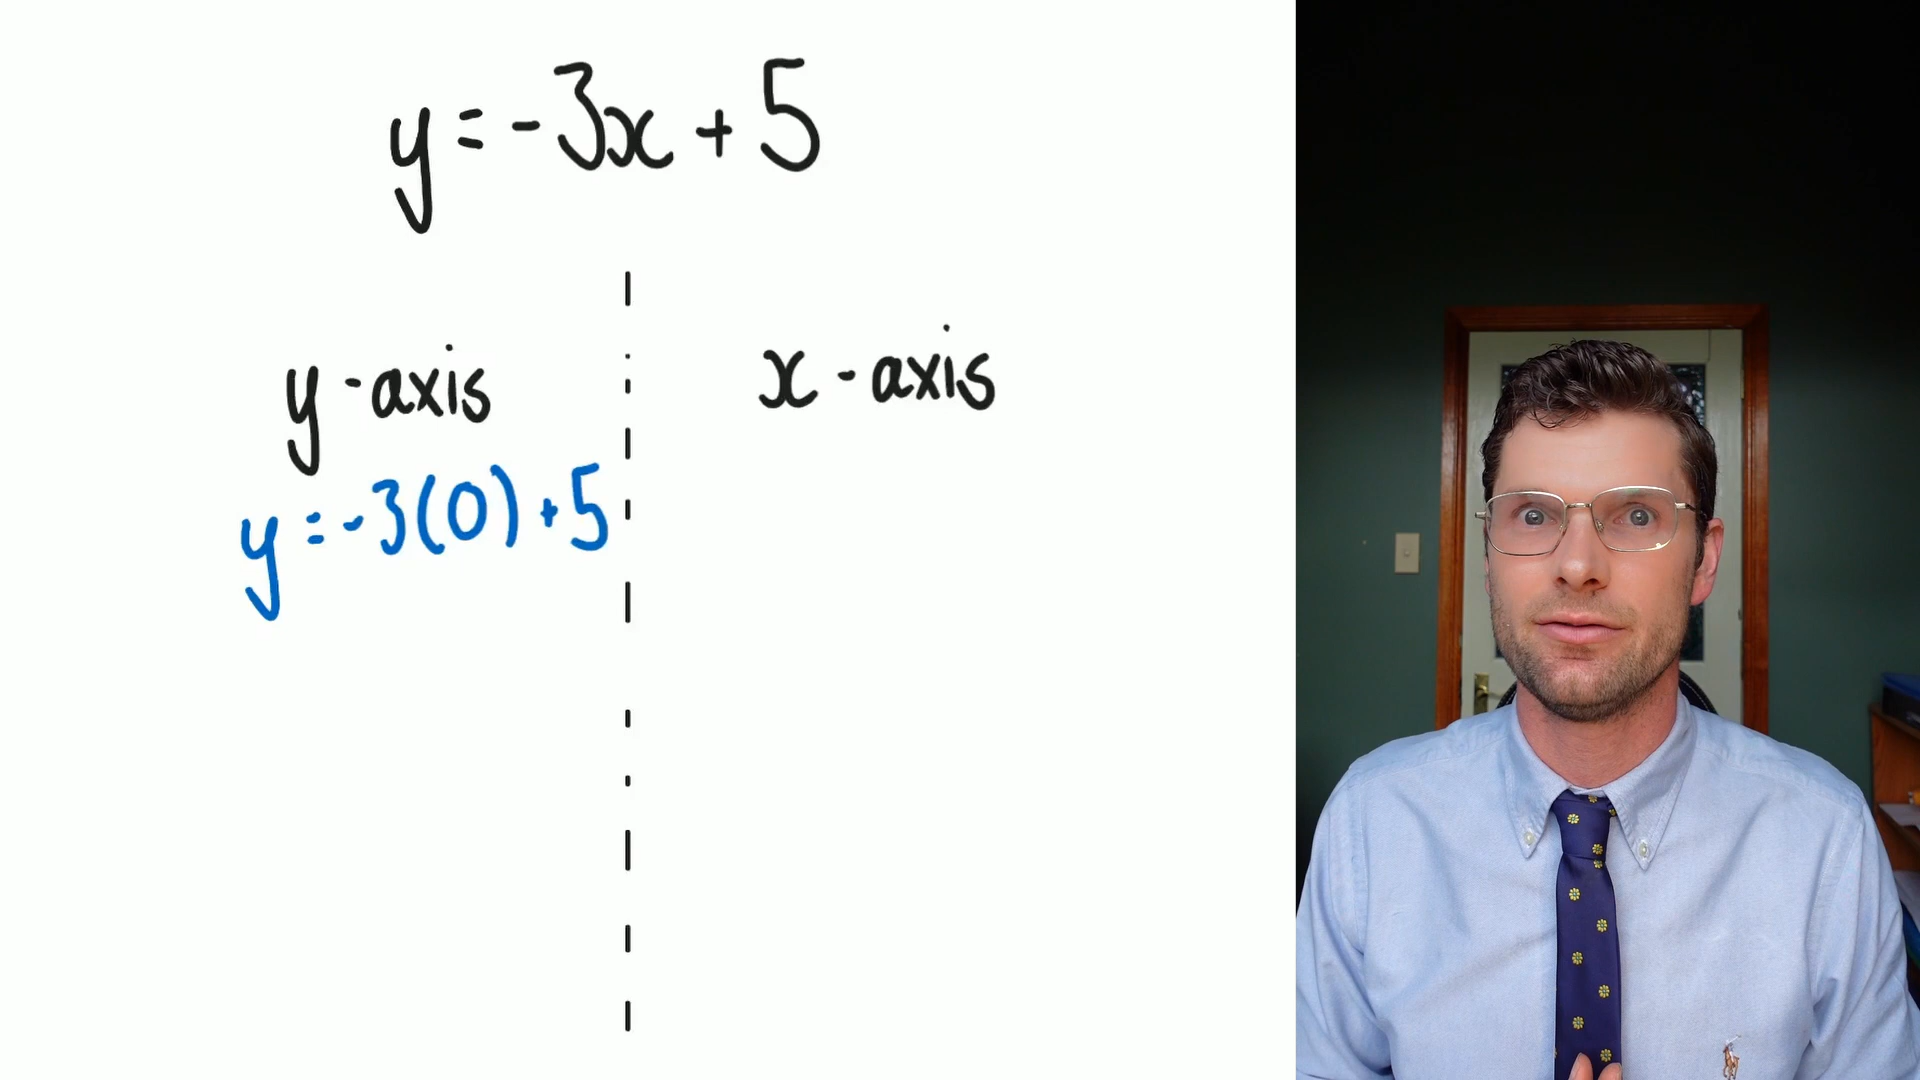 y = -3x + 5
y - axis
x - axis
y = -3(0) + 5